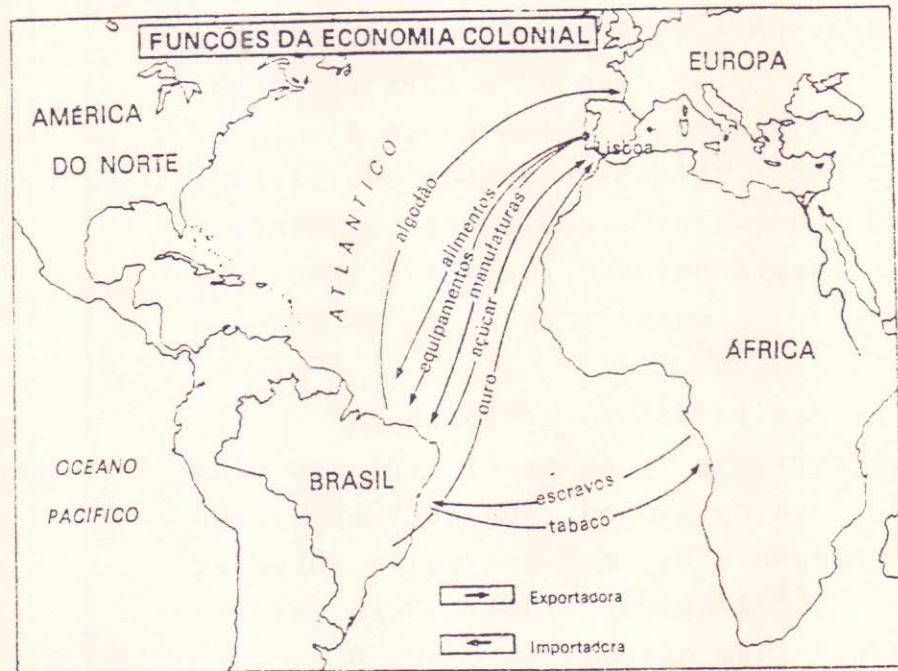 FUNCÕES DA ECONOMIA COLONIAL
EUROPA
AMÉRICA
DO NORTE
ATLÂNTICO
Lisboa
algodão
alimentos
equipamentos
manufaturas
açúcar
ouro
ÁFRICA
OCEANO
PACÍFICO
BRASIL
escravos
tabaco
Exportadora
Importadora